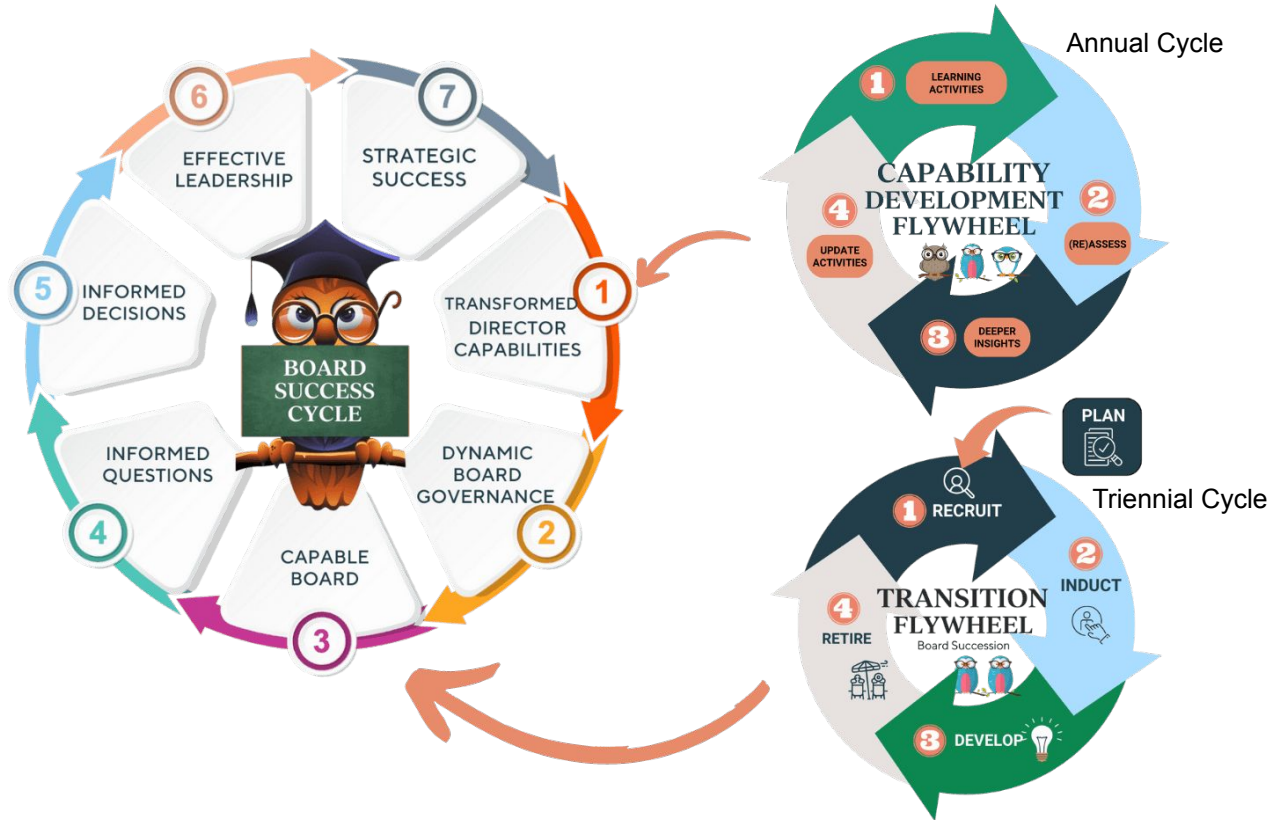 6
EFFECTIVE
LEADERSHIP
7
STRATEGIC
SUCCESS
1
TRANSFORMED
DIRECTOR
CAPABILITIES
DYNAMIC
BOARD
GOVERNANCE
2
CAPABLE
BOARD
3
INFORMED
QUESTIONS
4
5
INFORMED
DECISIONS
BOARD
SUCCESS
CYCLE
Annual Cycle
1
LEARNING
ACTIVITIES
2
(RE)ASSESS
3
DEEPER
INSIGHTS
4
UPDATE
ACTIVITIES
CAPABILITY
DEVELOPMENT
FLYWHEEL
PLAN
Triennial Cycle
1 RECRUIT
2
INDUCT
3 DEVELOP
4
RETIRE
TRANSITION
FLYWHEEL
Board Succession